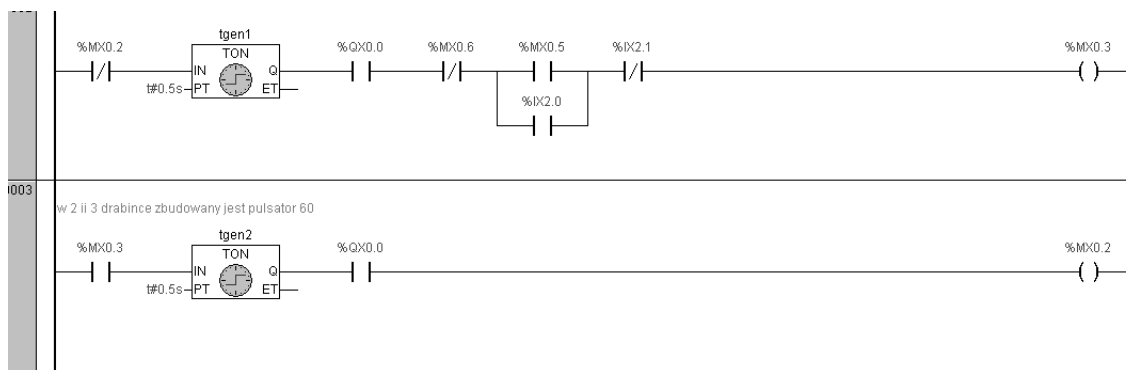 tgen1
%MX0.2 TON %QX0.0 %MX0.6 %MX0.5 %IX2.1 %MX0.3
IN Q
t#0.5s PT ET
%IX2.0
0003
w 2 ii 3 drabince zbudowany jest pulsator 60
tgen2
%MX0.3 TON %QX0.0 %MX0.2
IN Q
t#0.5s PT ET